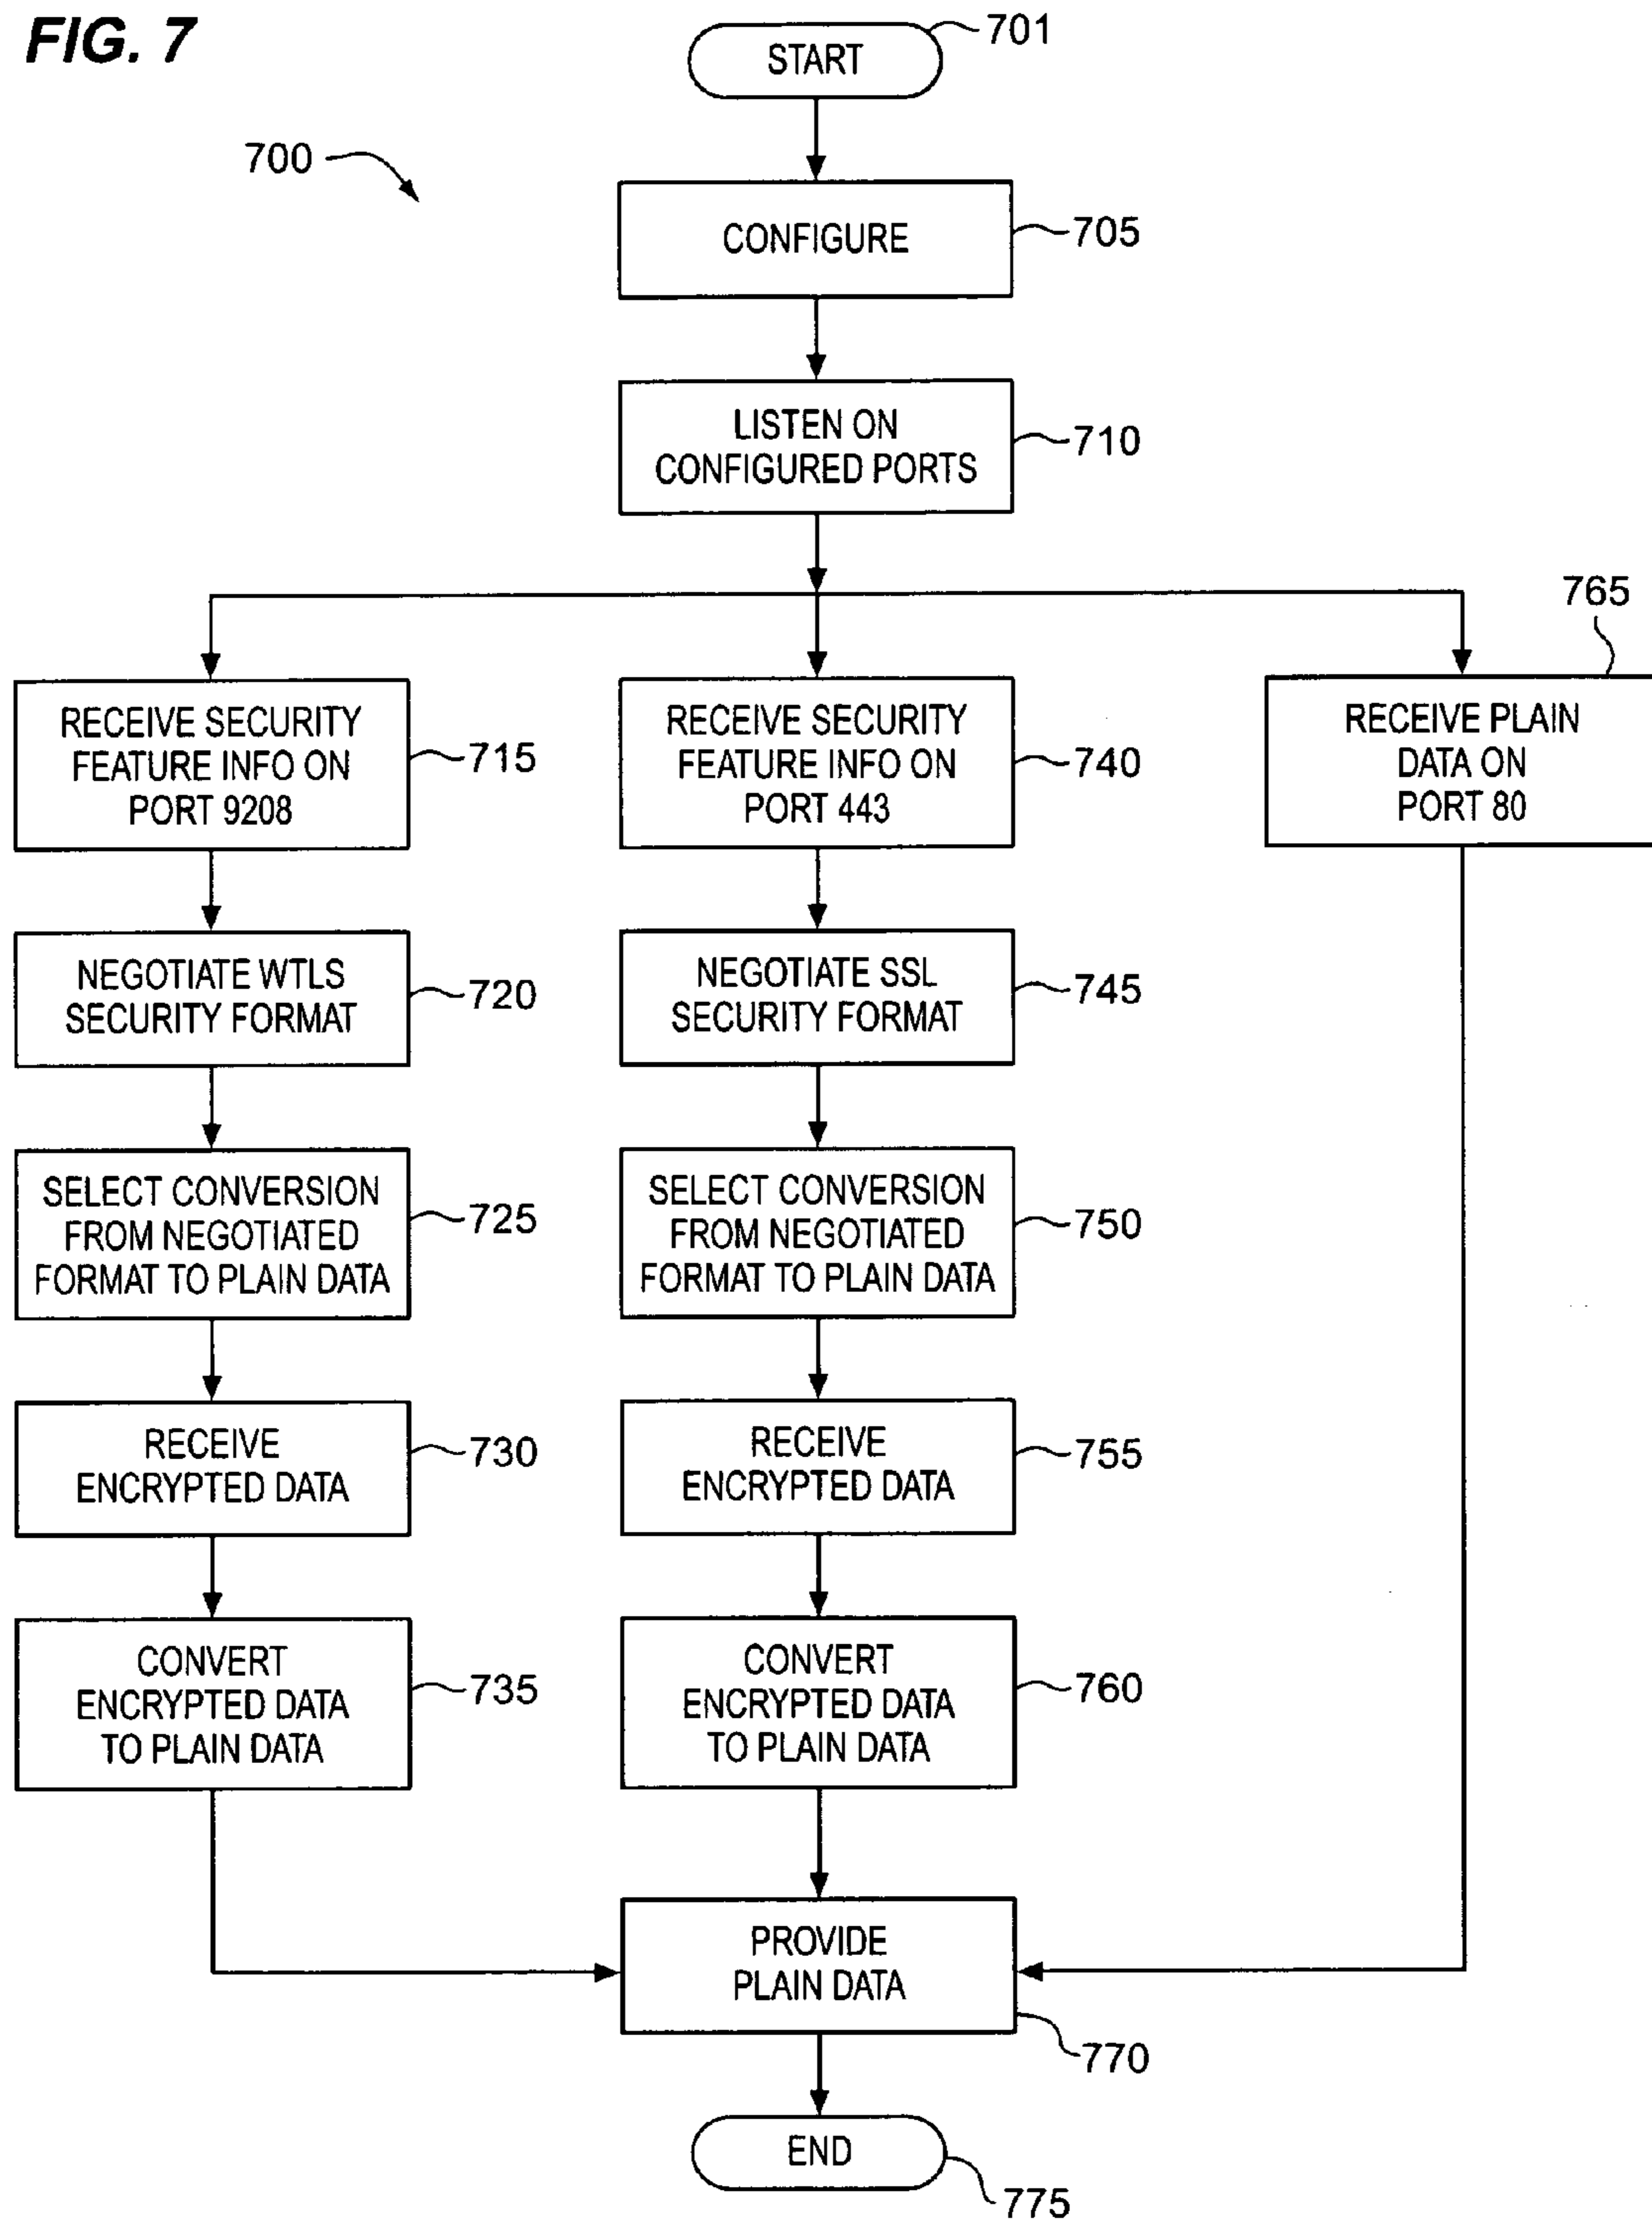 FIG. 7
START
701
700
CONFIGURE
705
LISTEN ON
CONFIGURED PORTS
710
RECEIVE SECURITY
FEATURE INFO ON
PORT 9208
715
NEGOTIATE WTLS
SECURITY FORMAT
720
SELECT CONVERSION
FROM NEGOTIATED
FORMAT TO PLAIN DATA
725
RECEIVE
ENCRYPTED DATA
730
CONVERT
ENCRYPTED DATA
TO PLAIN DATA
735
RECEIVE SECURITY
FEATURE INFO ON
PORT 443
740
NEGOTIATE SSL
SECURITY FORMAT
745
SELECT CONVERSION
FROM NEGOTIATED
FORMAT TO PLAIN DATA
750
RECEIVE
ENCRYPTED DATA
755
CONVERT
ENCRYPTED DATA
TO PLAIN DATA
760
765
RECEIVE PLAIN
DATA ON
PORT 80
PROVIDE
PLAIN DATA
770
END
775